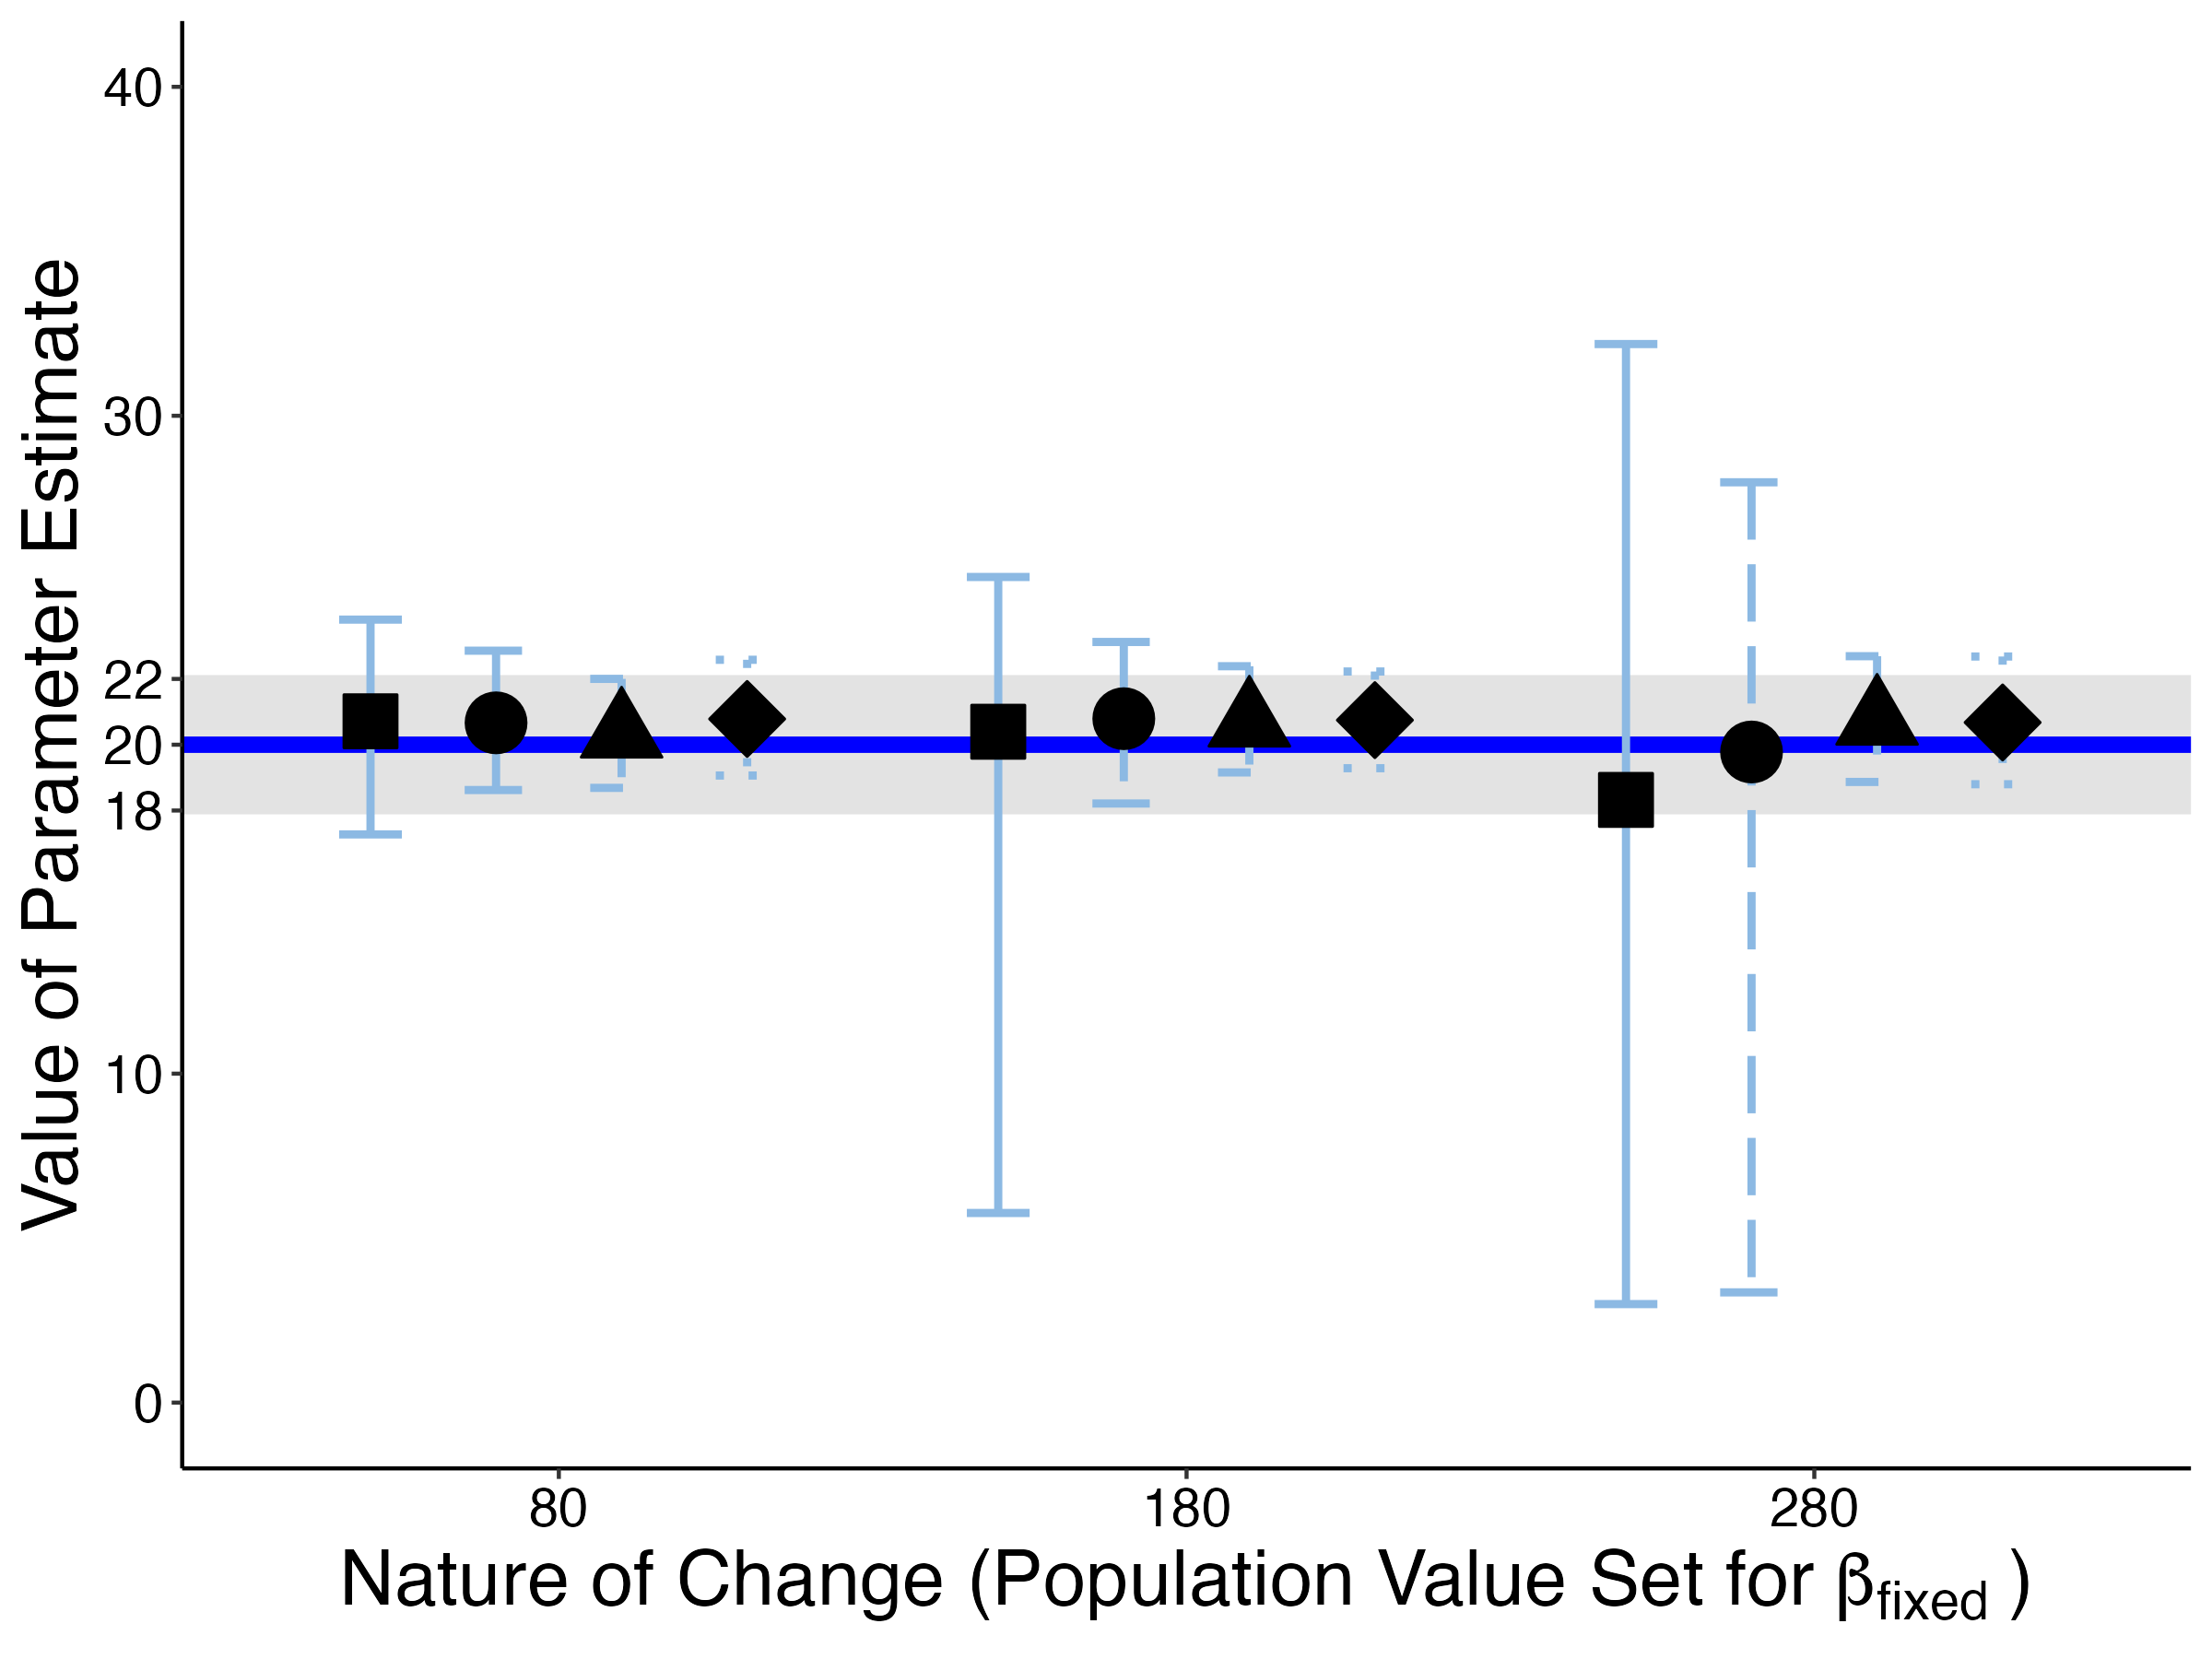 Value of Parameter Estimate
40
30
22
20
18
10
0
80 180 280
Nature of Change (Population Value Set for βfixed )